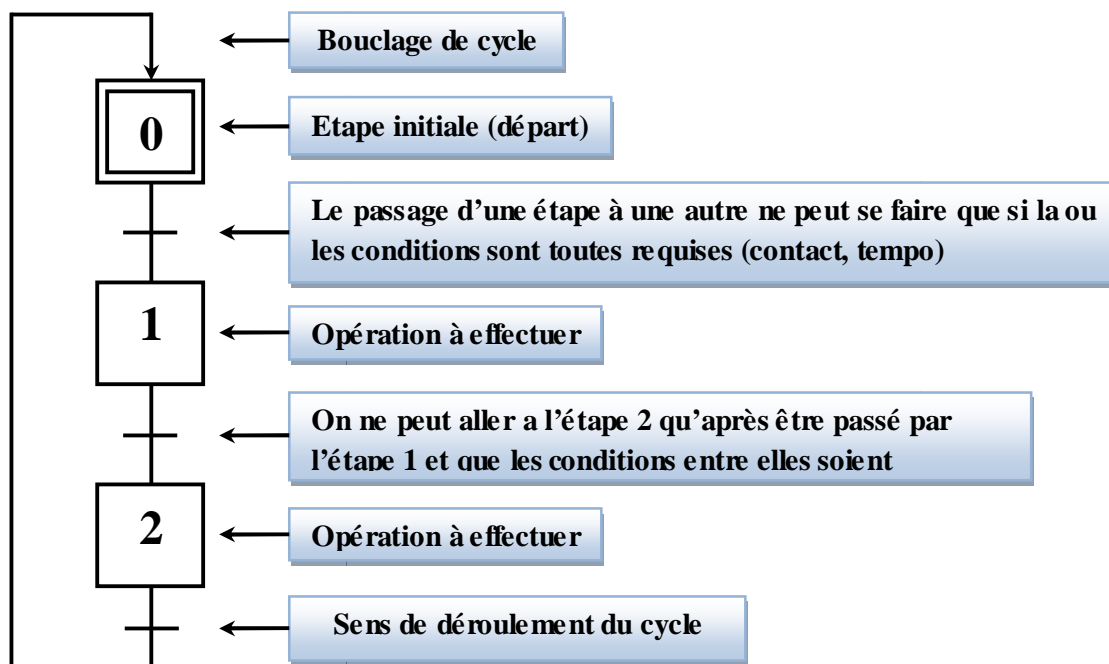 Bouclage de cycle
0
Etape initiale (départ)
Le passage d'une étape à une autre ne peut se faire que si la ou
les conditions sont toutes requises (contact, tempo)
1
Opération à effectuer
On ne peut aller a l'étape 2 qu'après être passé par
l'étape 1 et que les conditions entre elles soient
2
Opération à effectuer
Sens de déroulement du cycle